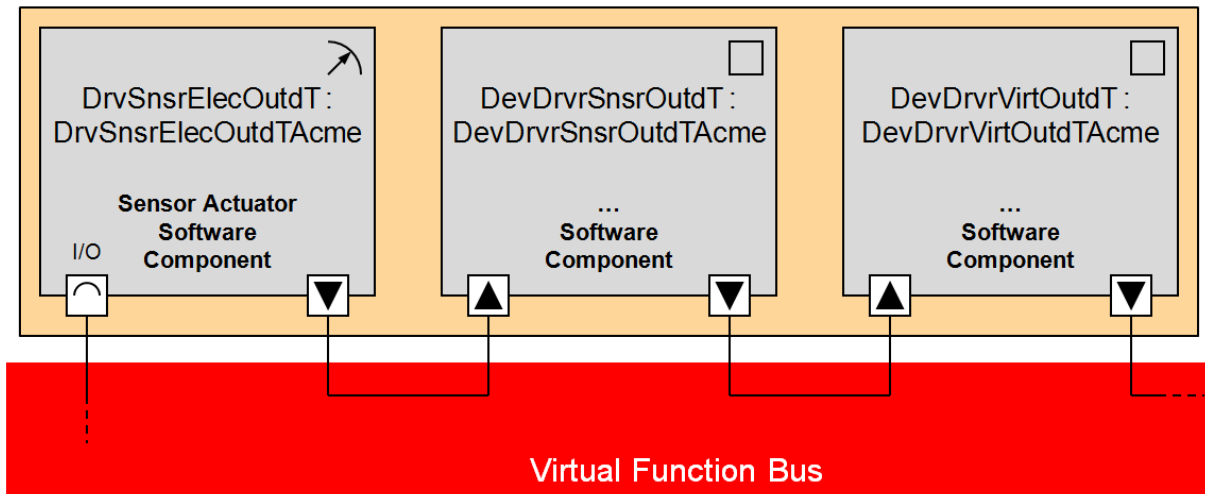 DrvSnsrElecOutdT :
DrvSnsrElecOutdTAcme
Sensor Actuator
Software
Component
I/O
DevDrvrSnsrOutdT :
DevDrvrSnsrOutdTAcme
...
Software
Component
DevDrvrVirtOutdT :
DevDrvrVirtOutdTAcme
...
Software
Component
Virtual Function Bus